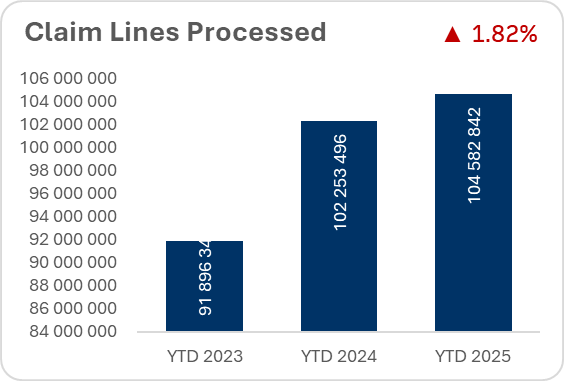 Claim Lines Processed
▲ 1.82%
106 000 000
104 000 000
102 000 000
100 000 000
98 000 000
96 000 000
94 000 000
92 000 000
90 000 000
88 000 000
86 000 000
84 000 000
91 896 34
102 253 496
104 582 842
YTD 2023
YTD 2024
YTD 2025